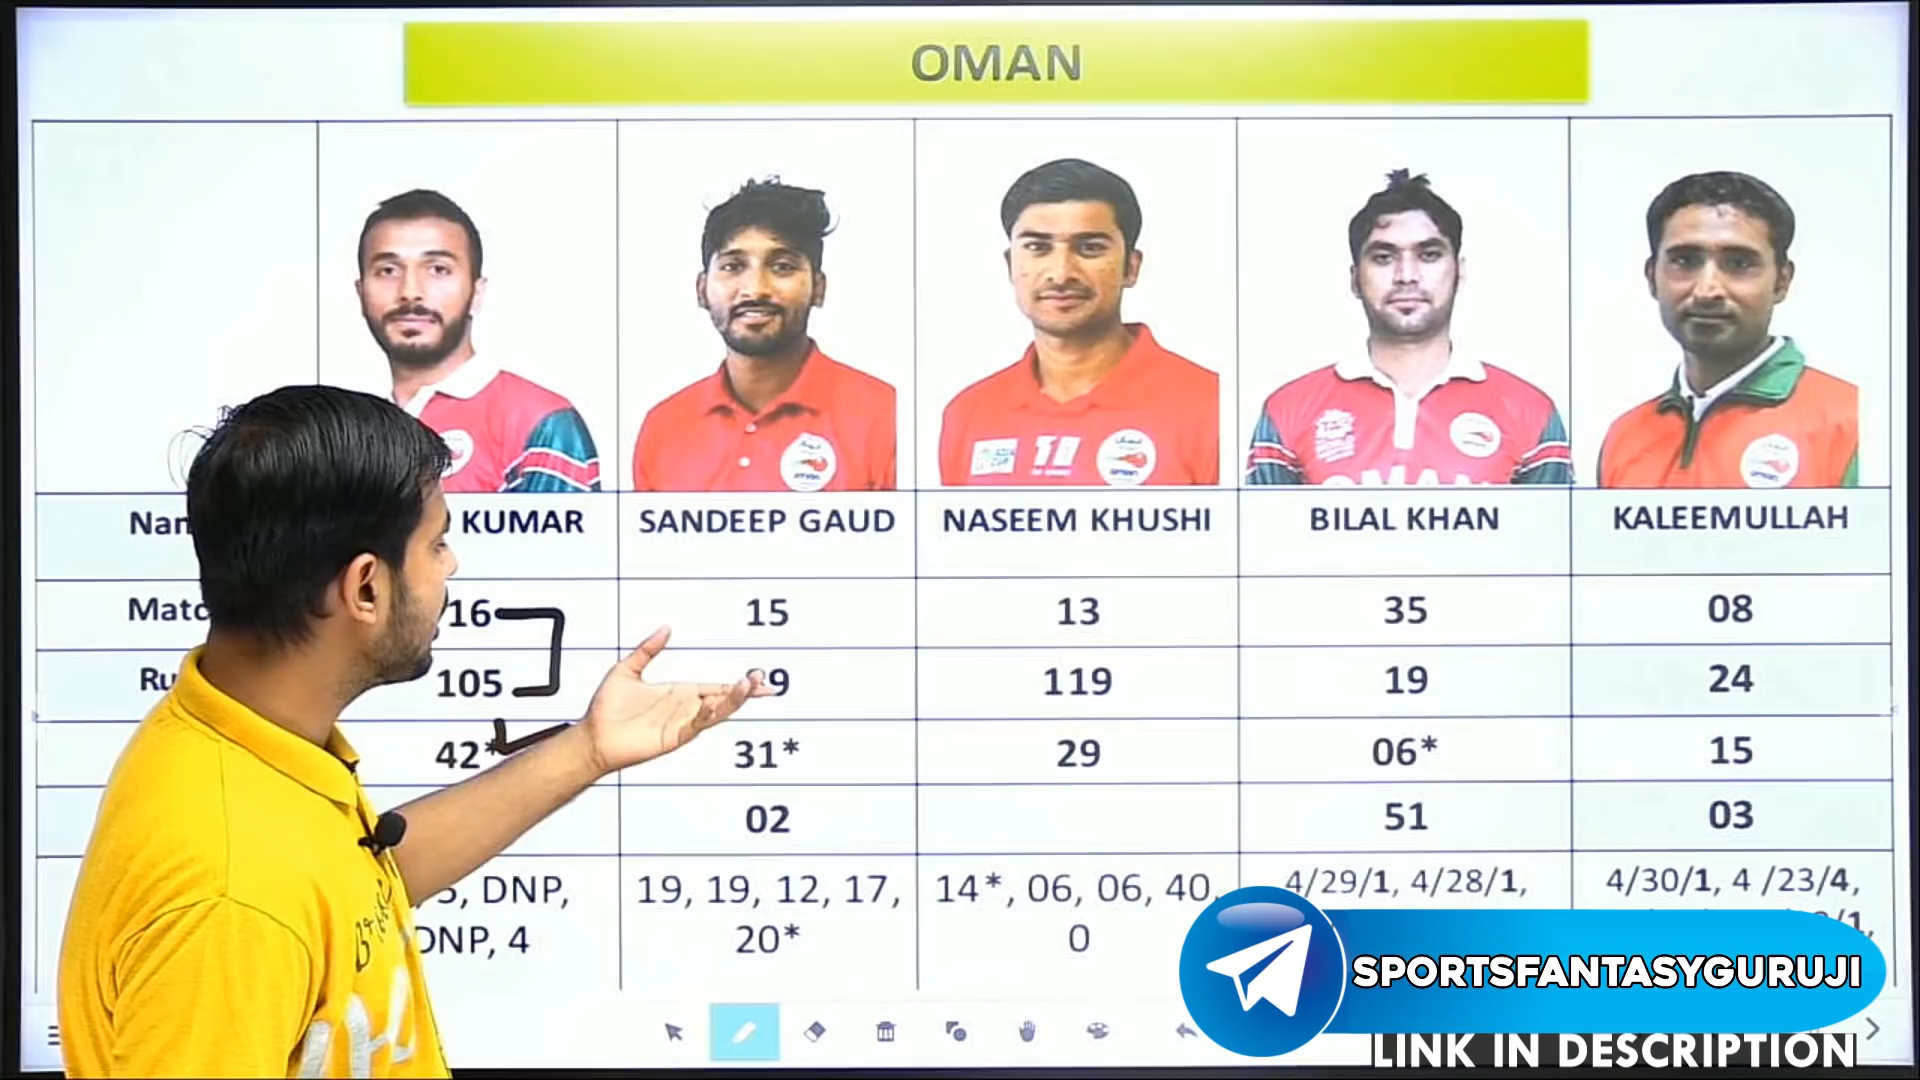 OMAN
KUMAR SANDEEP GAUD NASEEM KHUSHI BILAL KHAN KALEEMULLAH
16 15 13 35 08
105 119 19 24
42* 31* 29 06* 15
02 51 03
DNP, 19, 19, 12, 17, 14*, 06, 06, 40, 4/29/1, 4/28/1, 4/30/1, 4 /23/4,
DNP, 4 20* 0
SPORTSFANTASYGURUJI
LINK IN DESCRIPTION